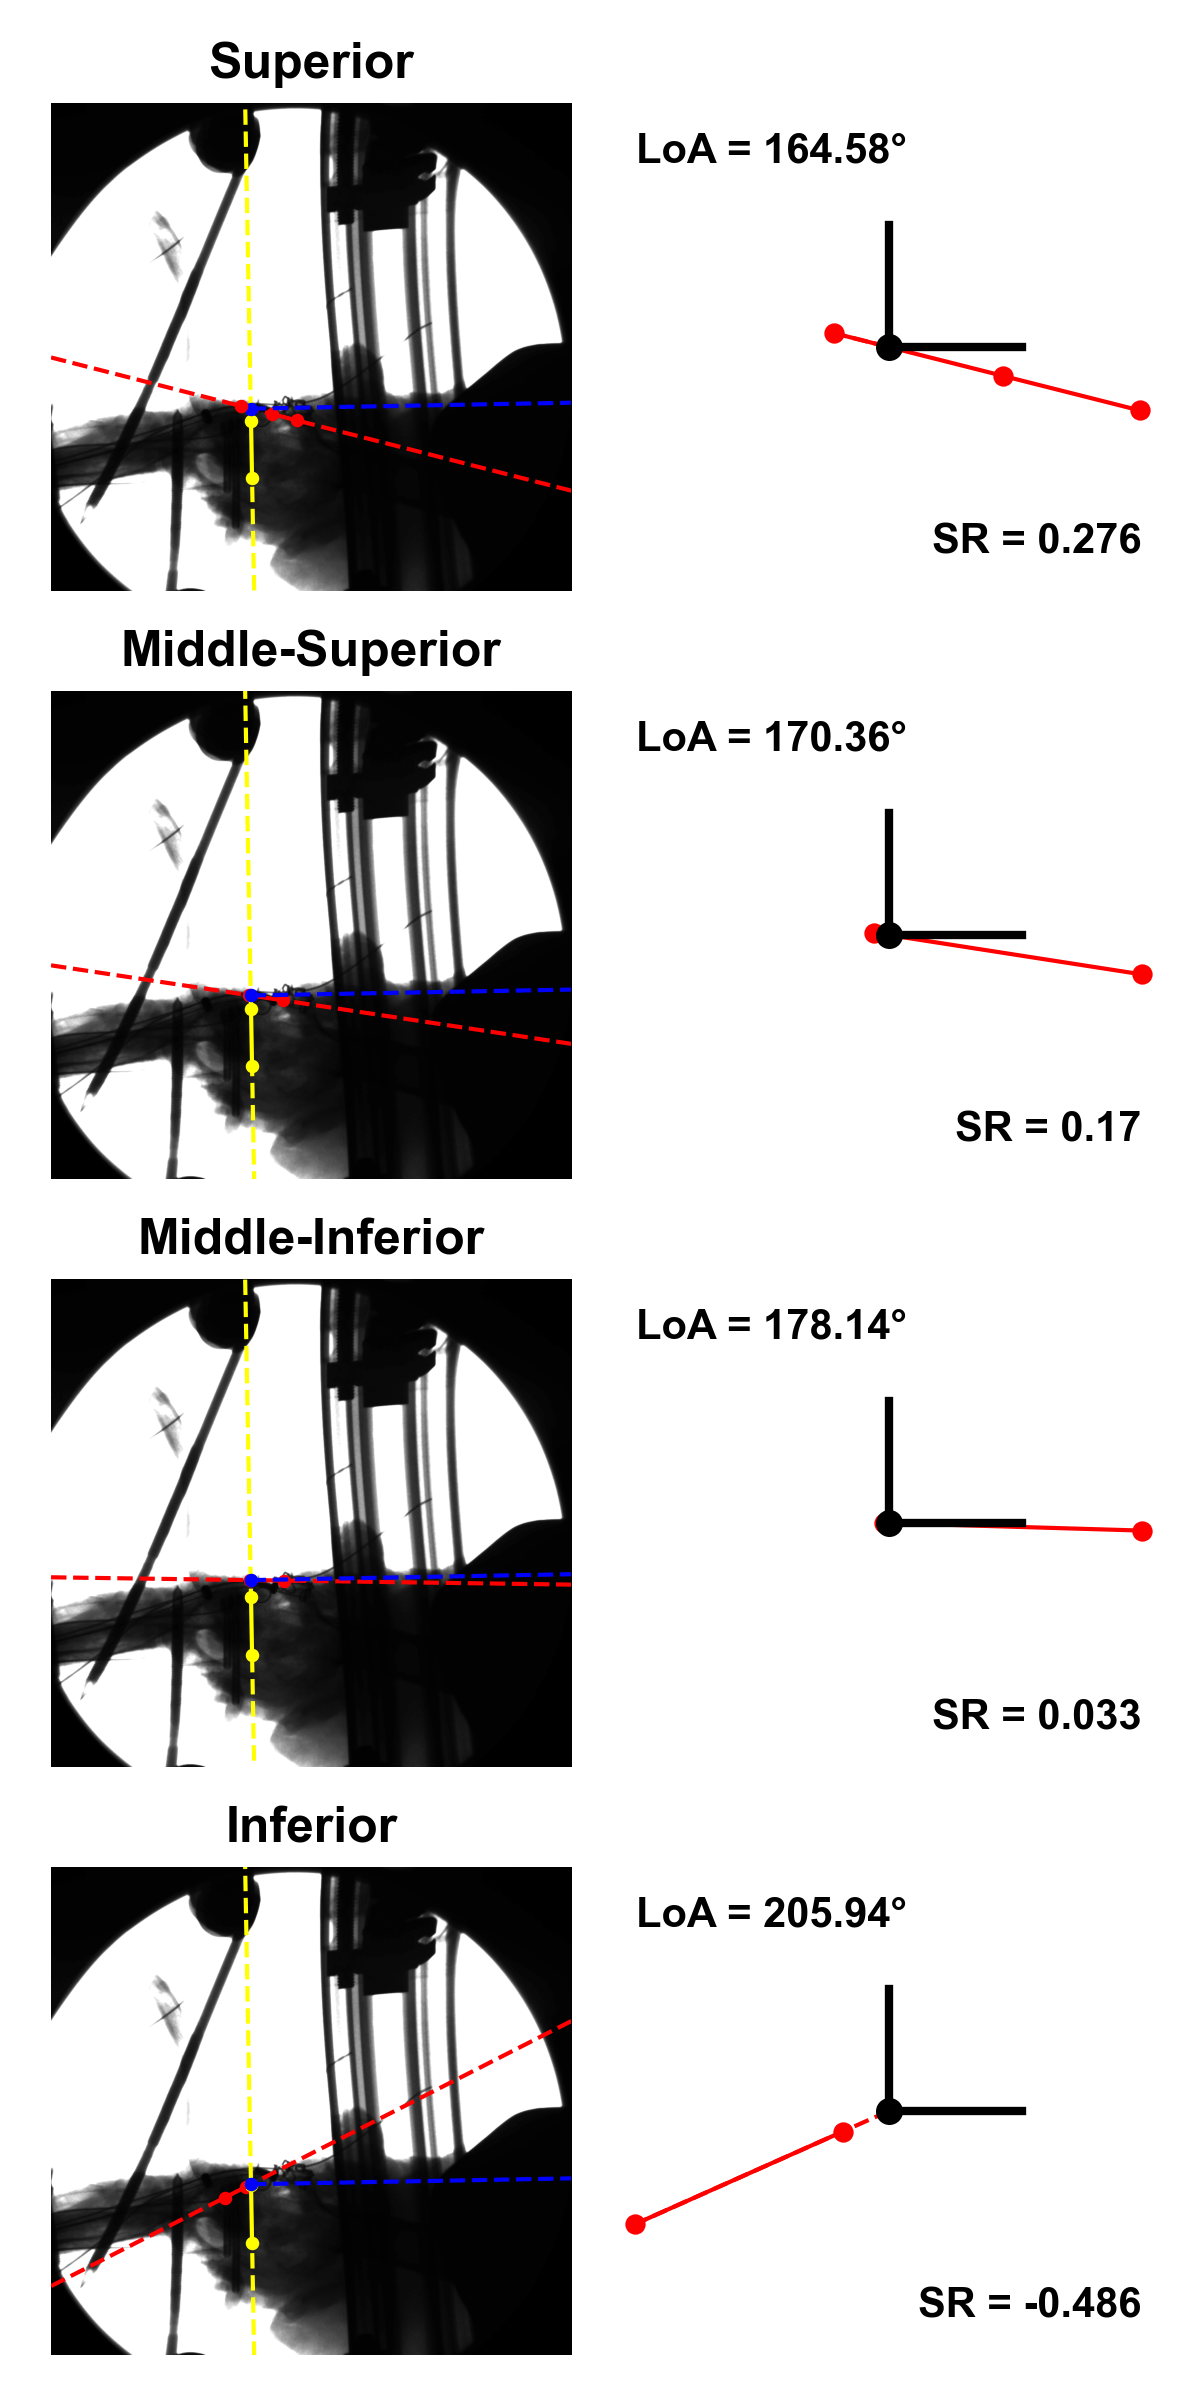 Superior
LoA = 164.58°
SR = 0.276
Middle-Superior
LoA = 170.36°
SR = 0.17
Middle-Inferior
LoA = 178.14°
SR = 0.033
Inferior
LoA = 205.94°
SR = -0.486